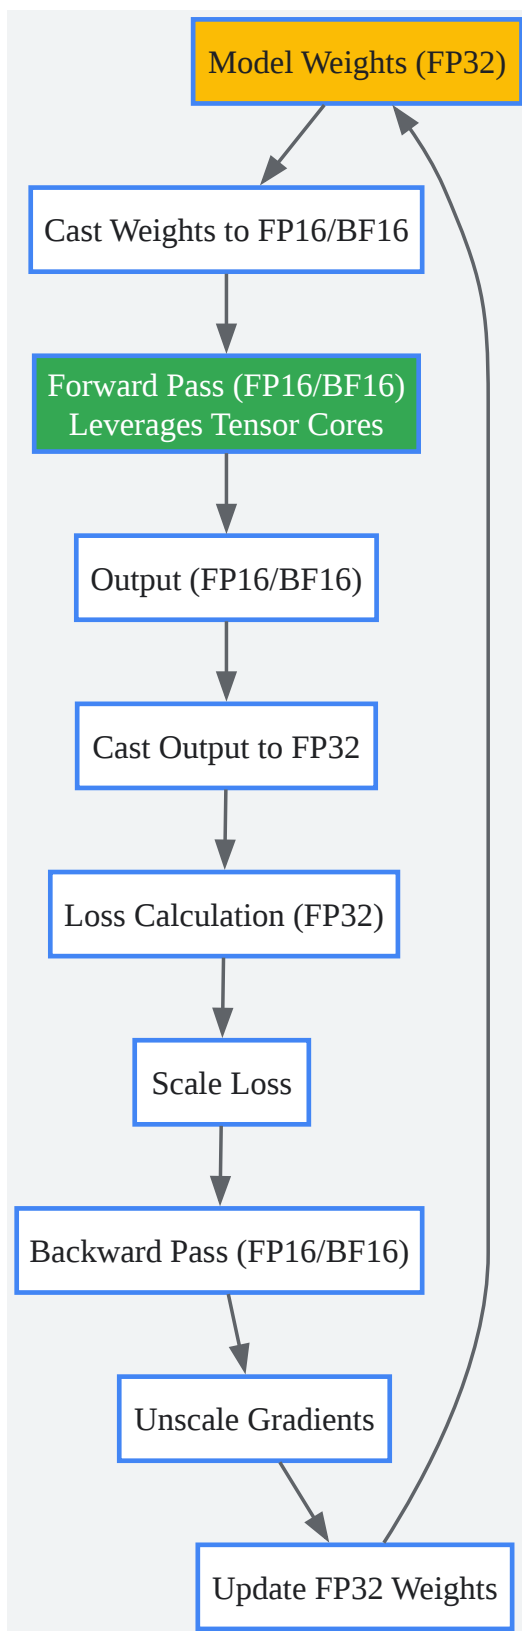 Model Weights (FP32)
Cast Weights to FP16/BF16
Forward Pass (FP16/BF16)
Leverages Tensor Cores
Output (FP16/BF16)
Cast Output to FP32
Loss Calculation (FP32)
Scale Loss
Backward Pass (FP16/BF16)
Unscale Gradients
Update FP32 Weights